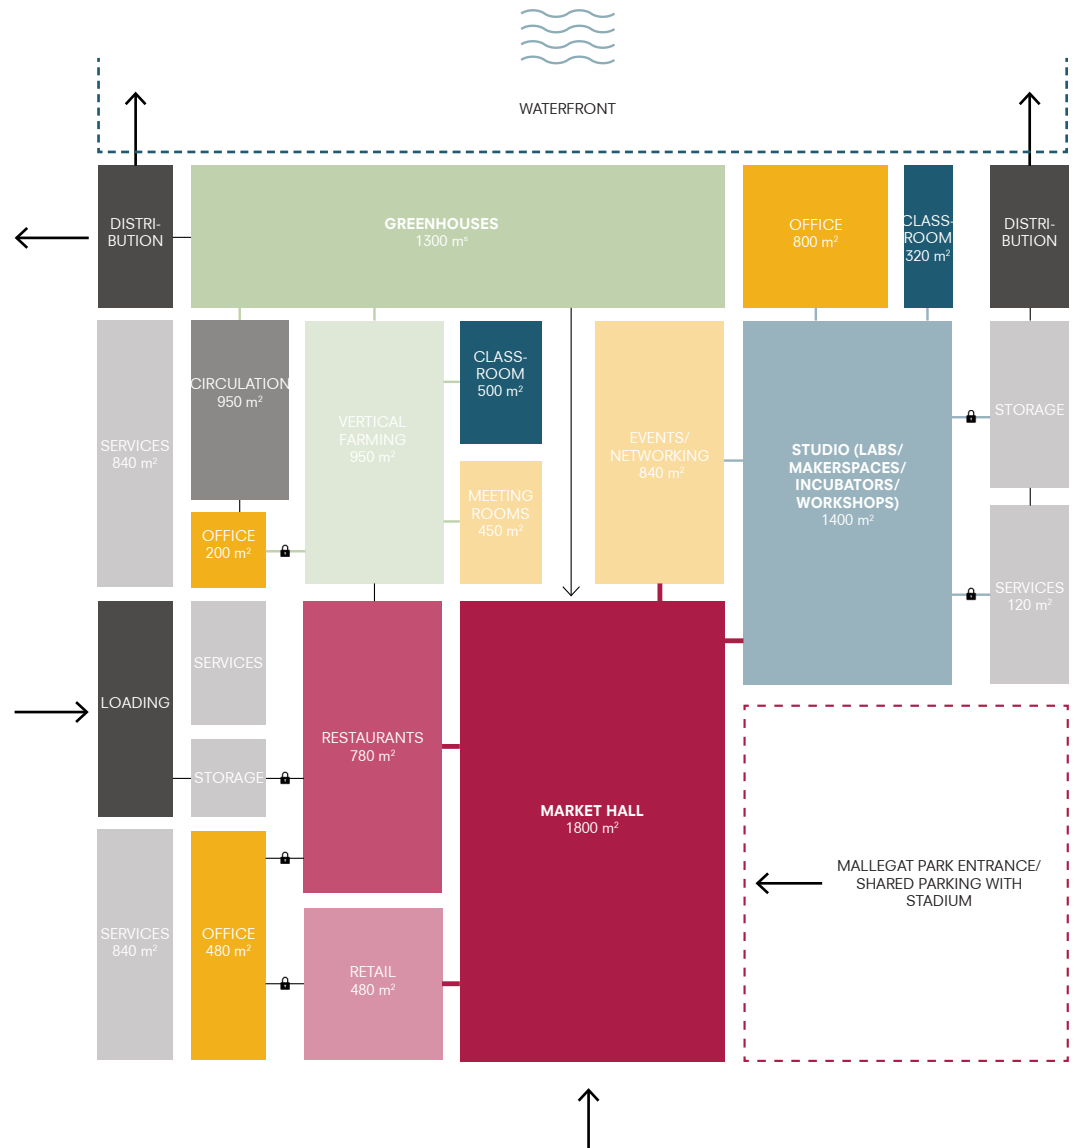 WATERFRONT
DISTRI-
BUTION
GREENHOUSES
1300 m²
OFFICE
800 m²
CLASS-
ROOM
320 m²
DISTRI-
BUTION
SERVICES
840 m²
CIRCULATION
950 m²
VERTICAL
FARMING
950 m²
CLASS-
ROOM
500 m²
MEETING
ROOMS
450 m²
EVENTS/
NETWORKING
840 m²
STUDIO (LABS/
MAKERSPACES/
INCUBATORS/
WORKSHOPS)
1400 m²
STORAGE
OFFICE
200 m²
SERVICES
120 m²
LOADING
SERVICES
STORAGE
RESTAURANTS
780 m²
MARKET HALL
1800 m²
MALLEGAT PARK ENTRANCE/
SHARED PARKING WITH
STADIUM
SERVICES
840 m²
OFFICE
480 m²
RETAIL
480 m²